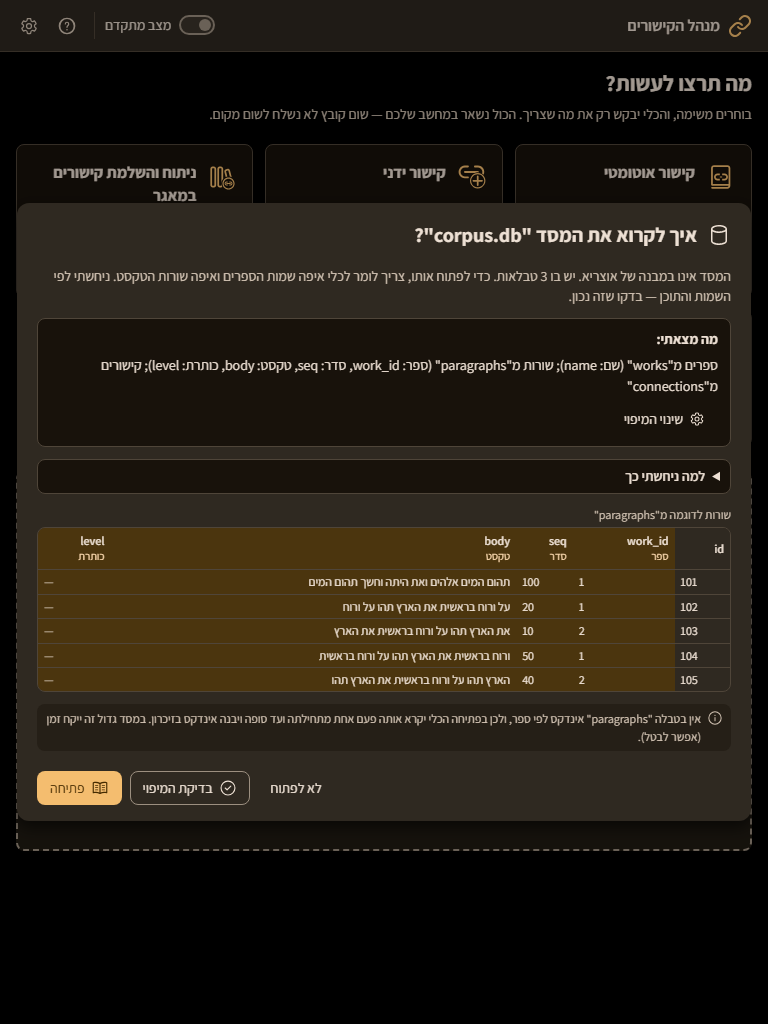 מנהל הקישורים
מצב מתקדם
מה תרצו לעשות?
בוחרים משימה, והכלי יבקש רק את מה שצריך. הכול נשאר במחשב שלכם — שום קובץ לא נשלח לשום מקום.
קישור אוטומטי
קישור ידני
ניתוח והשלמת קישורים
במאגר
איך לקרוא את המסד "corpus.db"?
המסד אינו במבנה של אוצריא. יש בו 3 טבלאות. כדי לפתוח אותו, צריך לומר לכלי איפה שמות הספרים ואיפה שורות הטקסט. ניחשתי לפי
השמות והתוכן — בדקו שזה נכון.
מה מצאתי:
ספרים מ"works" (שם: name); שורות מ"paragraphs" (ספר: work_id, סדר: seq, טקסט: body, כותרת: level); קישורים
מ"connections"
שינוי המיפוי
למה ניחשתי כך
שורות לדוגמה מ"paragraphs"
id work_id seq body level
ספר סדר טקסט כותרת
101 1 100 תהום המים אלהים ואת היתה וחשך תהום המים —
102 1 20 על ורוח בראשית את הארץ תהו על ורוח —
103 2 10 את הארץ תהו על ורוח בראשית את הארץ —
104 1 50 ורוח בראשית את הארץ תהו על ורוח בראשית —
105 2 40 הארץ תהו על ורוח בראשית את הארץ תהו —
אין בטבלה "paragraphs" אינדקס לפי ספר, ולכן בפתיחה הכלי יקרא אותה פעם אחת מתחילתה ועד סופה ויבנה אינדקס בזיכרון. במסד גדול זה ייקח זמן
(אפשר לבטל).
לא לפתוח
בדיקת המיפוי
פתיחה